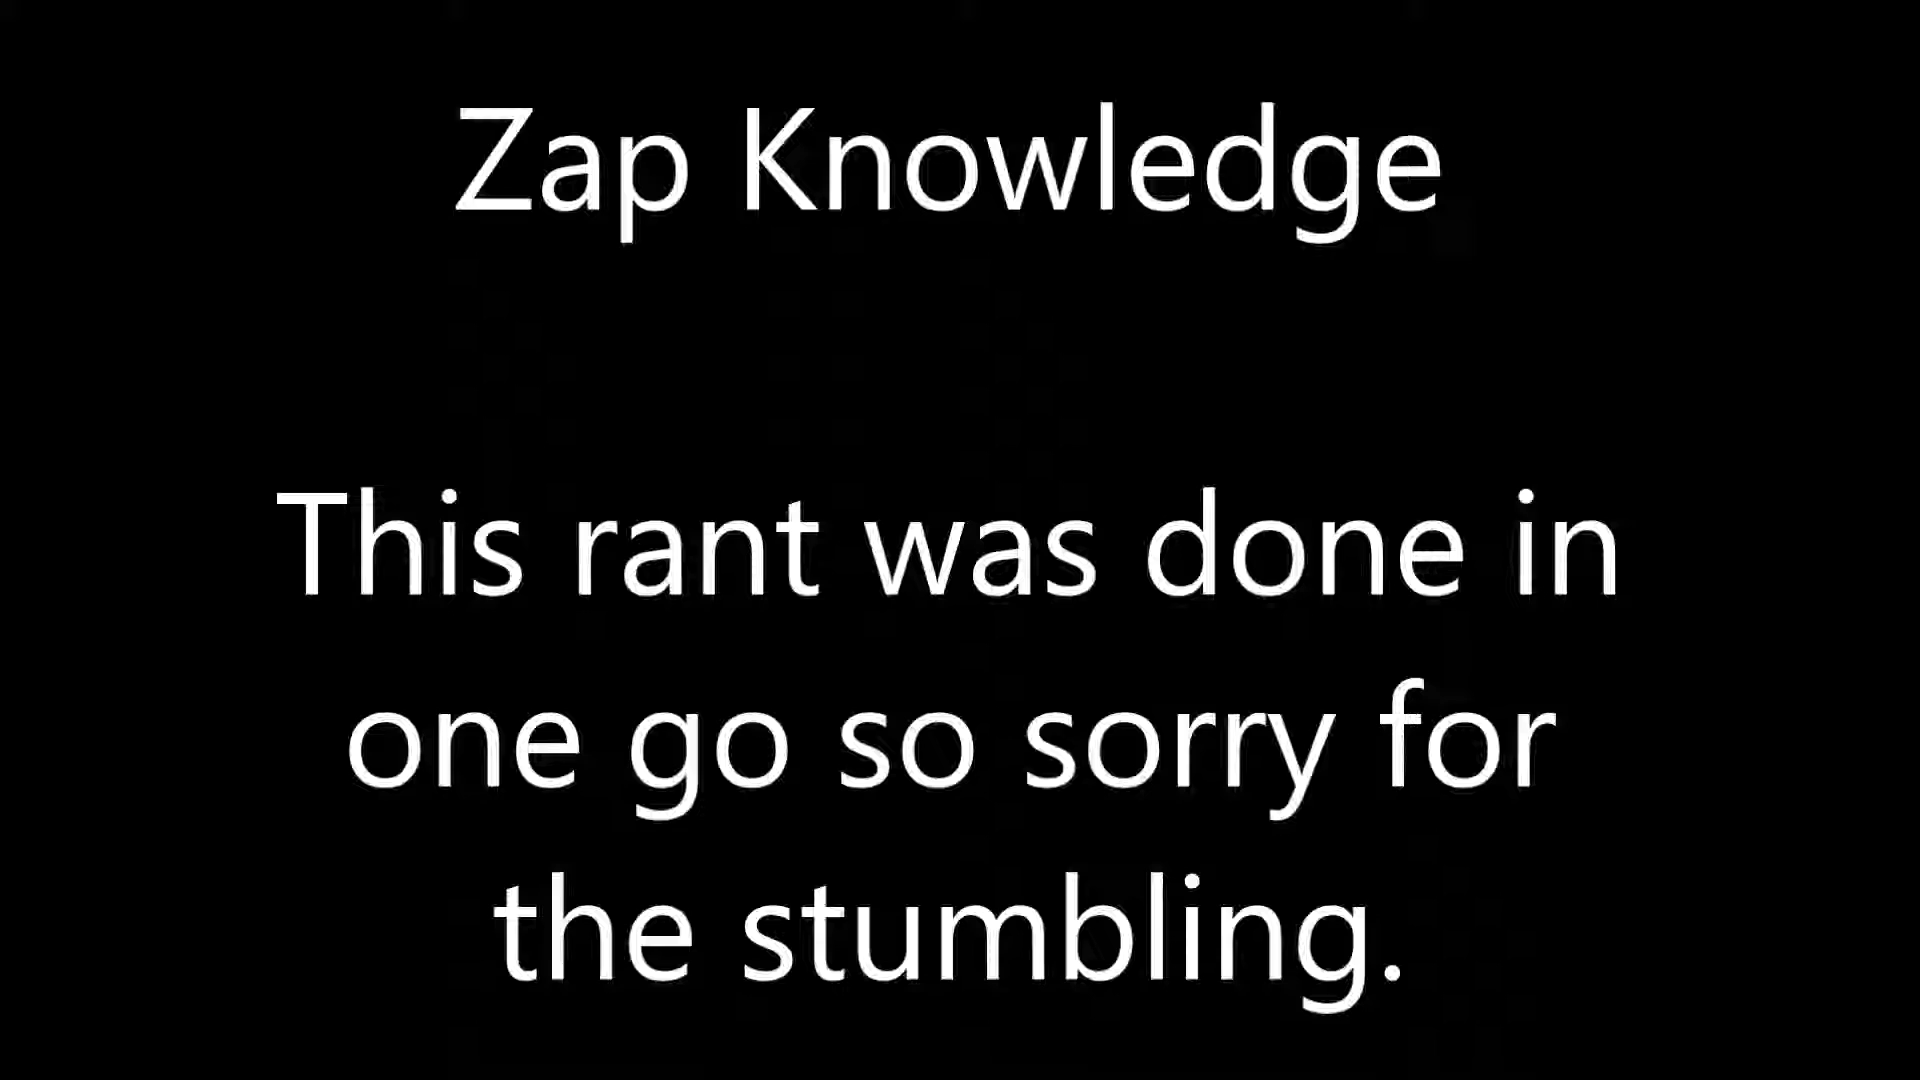 Zap Knowledge
This rant was done in
one go so sorry for
the stumbling.